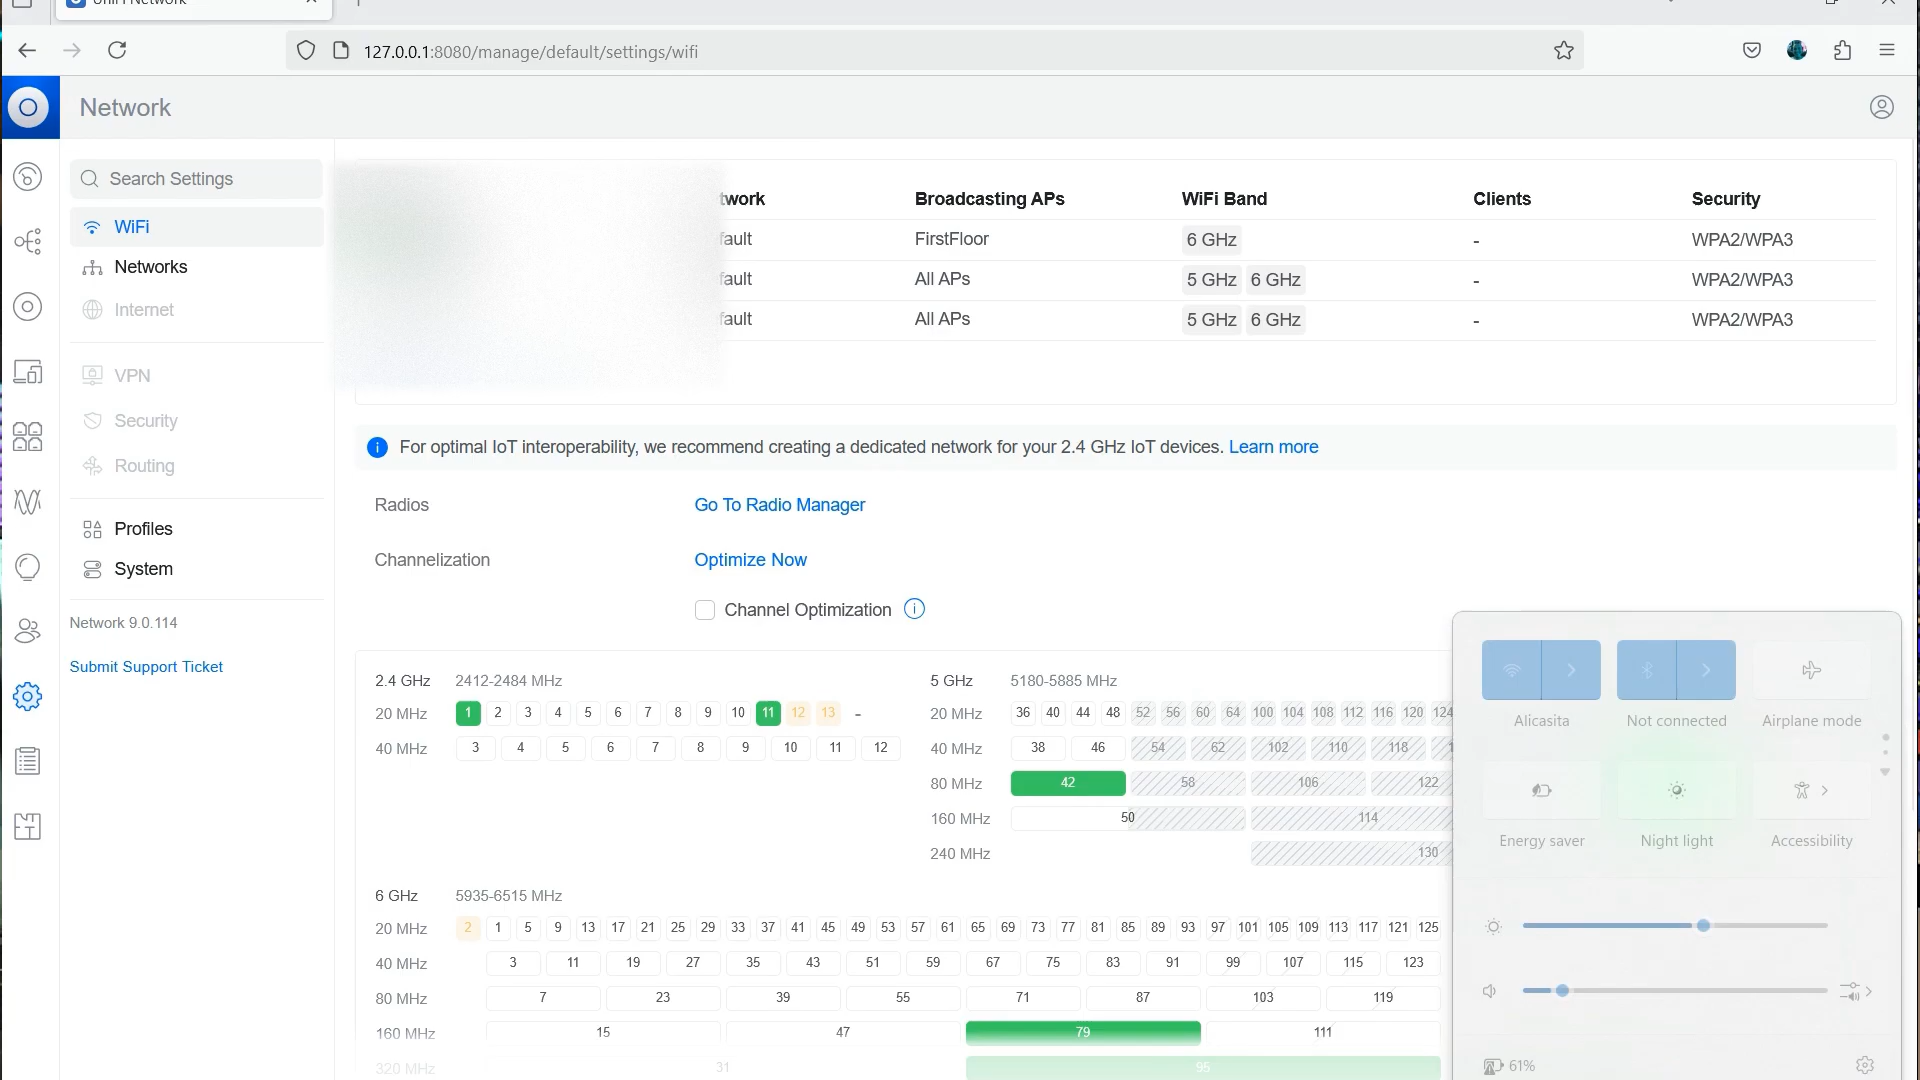 127.0.0.1:8080/manage/default/settings/wifi
Network
Search Settings
WiFi
Networks
Internet
VPN
Security
Routing
Profiles
System
Network 9.0.114
Submit Support Ticket
twork Broadcasting APs WiFi Band Clients Security
fault FirstFloor 6 GHz - WPA2/WPA3
fault All APs 5 GHz 6 GHz - WPA2/WPA3
fault All APs 5 GHz 6 GHz - WPA2/WPA3
For optimal IoT interoperability, we recommend creating a dedicated network for your 2.4 GHz IoT devices. Learn more
Radios Go To Radio Manager
Channelization Optimize Now
Channel Optimization
2.4 GHz 2412-2484 MHz
20 MHz 1 2 3 4 5 6 7 8 9 10 11 12 13 -
40 MHz 3 4 5 6 7 8 9 10 11 12
5 GHz 5180-5885 MHz
20 MHz 36 40 44 48 52 56 60 64 100 104 108 112 116 120 124
40 MHz 38 46 54 62 102 110 118 1
80 MHz 42 58 106 122
160 MHz 50 114
240 MHz 130
6 GHz 5935-6515 MHz
20 MHz 2 1 5 9 13 17 21 25 29 33 37 41 45 49 53 57 61 65 69 73 77 81 85 89 93 97 101 105 109 113 117 121 125
40 MHz 3 11 19 27 35 43 51 59 67 75 83 91 99 107 115 123
80 MHz 7 23 39 55 71 87 103 119
160 MHz 15 47 79 111
320 MHz 31 95
Alicasita Not connected Airplane mode
Energy saver Night light Accessibility
61%